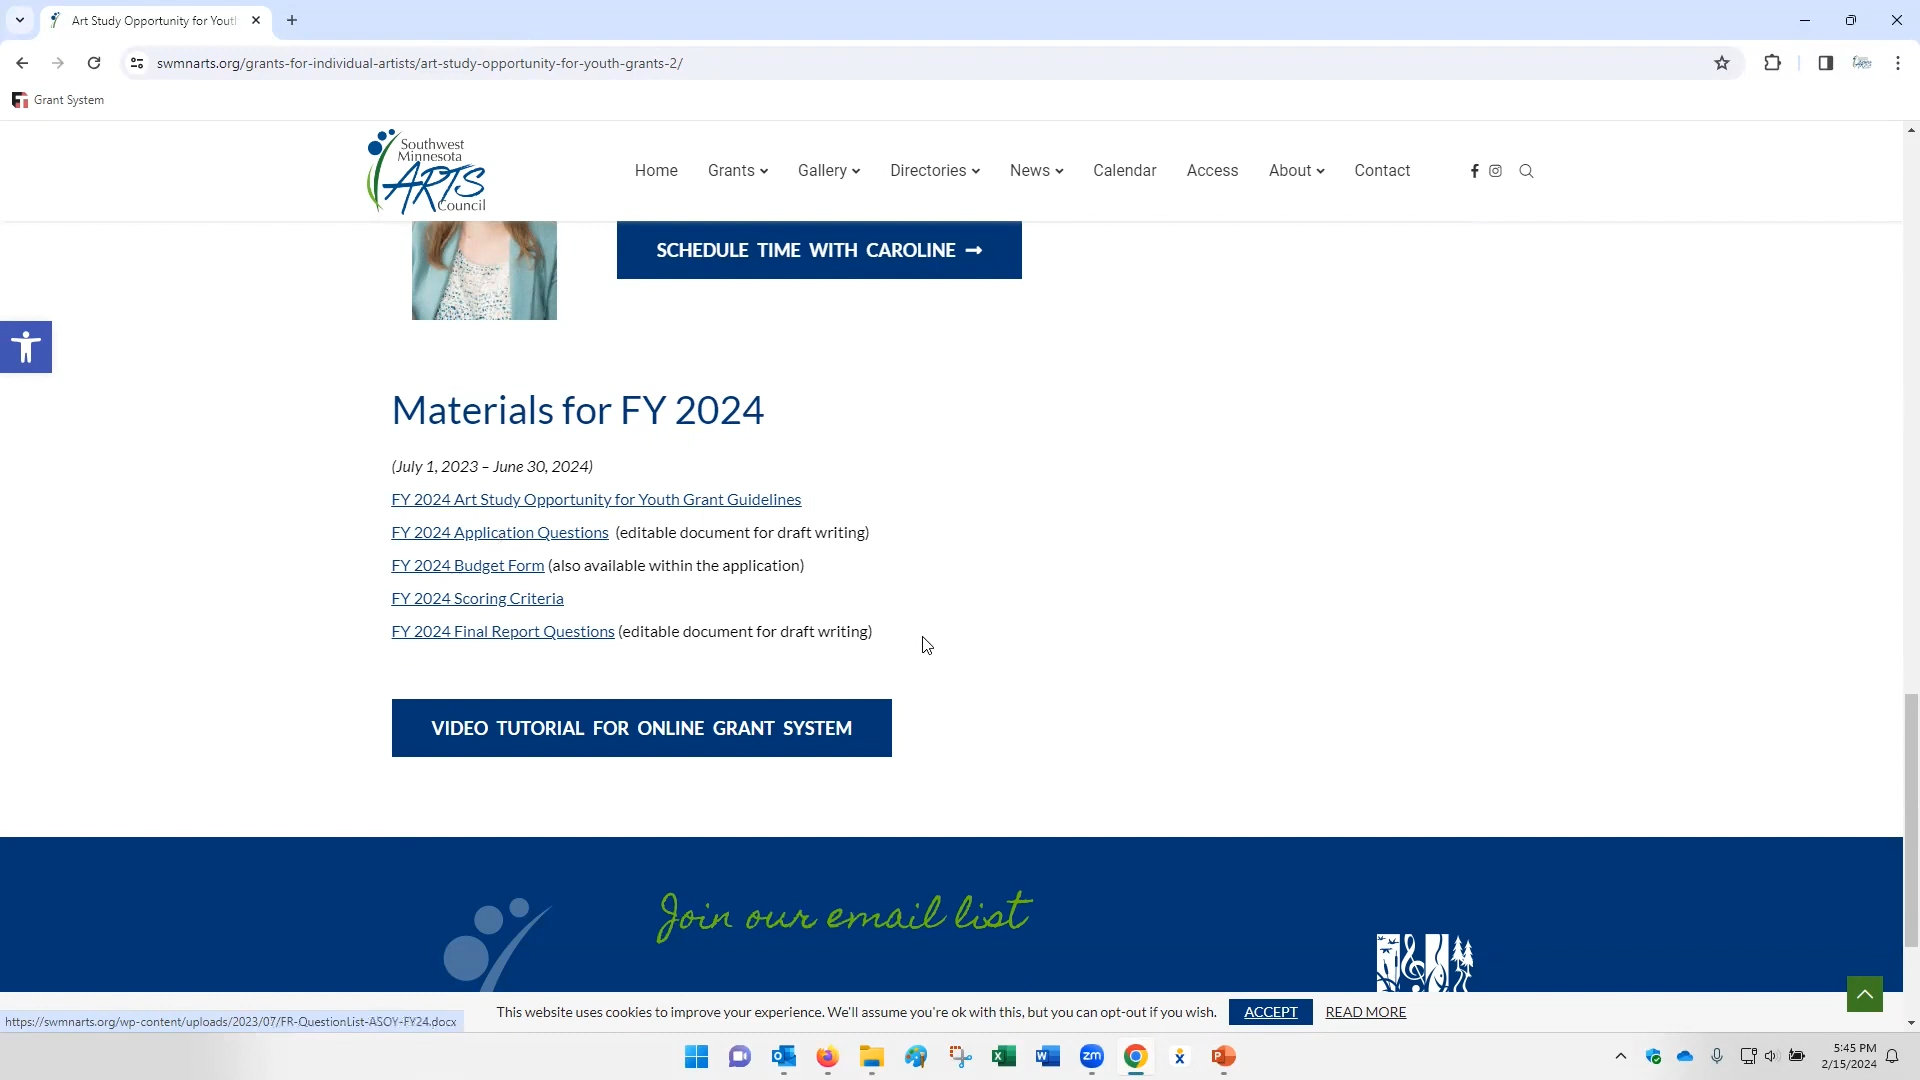 Art Study Opportunity for Yout
swmnarts.org/grants-for-individual-artists/art-study-opportunity-for-youth-grants-2/
Grant System
Southwest
Minnesota
ARTS
Council
Home Grants Gallery Directories News Calendar Access About Contact
SCHEDULE TIME WITH CAROLINE →
Materials for FY 2024
(July 1, 2023 – June 30, 2024)
FY 2024 Art Study Opportunity for Youth Grant Guidelines
FY 2024 Application Questions (editable document for draft writing)
FY 2024 Budget Form (also available within the application)
FY 2024 Scoring Criteria
FY 2024 Final Report Questions (editable document for draft writing)
VIDEO TUTORIAL FOR ONLINE GRANT SYSTEM
Join our email list
This website uses cookies to improve your experience. We'll assume you're ok with this, but you can opt-out if you wish. ACCEPT READ MORE
https://swmnarts.org/wp-content/uploads/2023/07/FR-QuestionList-ASOY-FY24.docx
zm
5:45 PM
2/15/2024